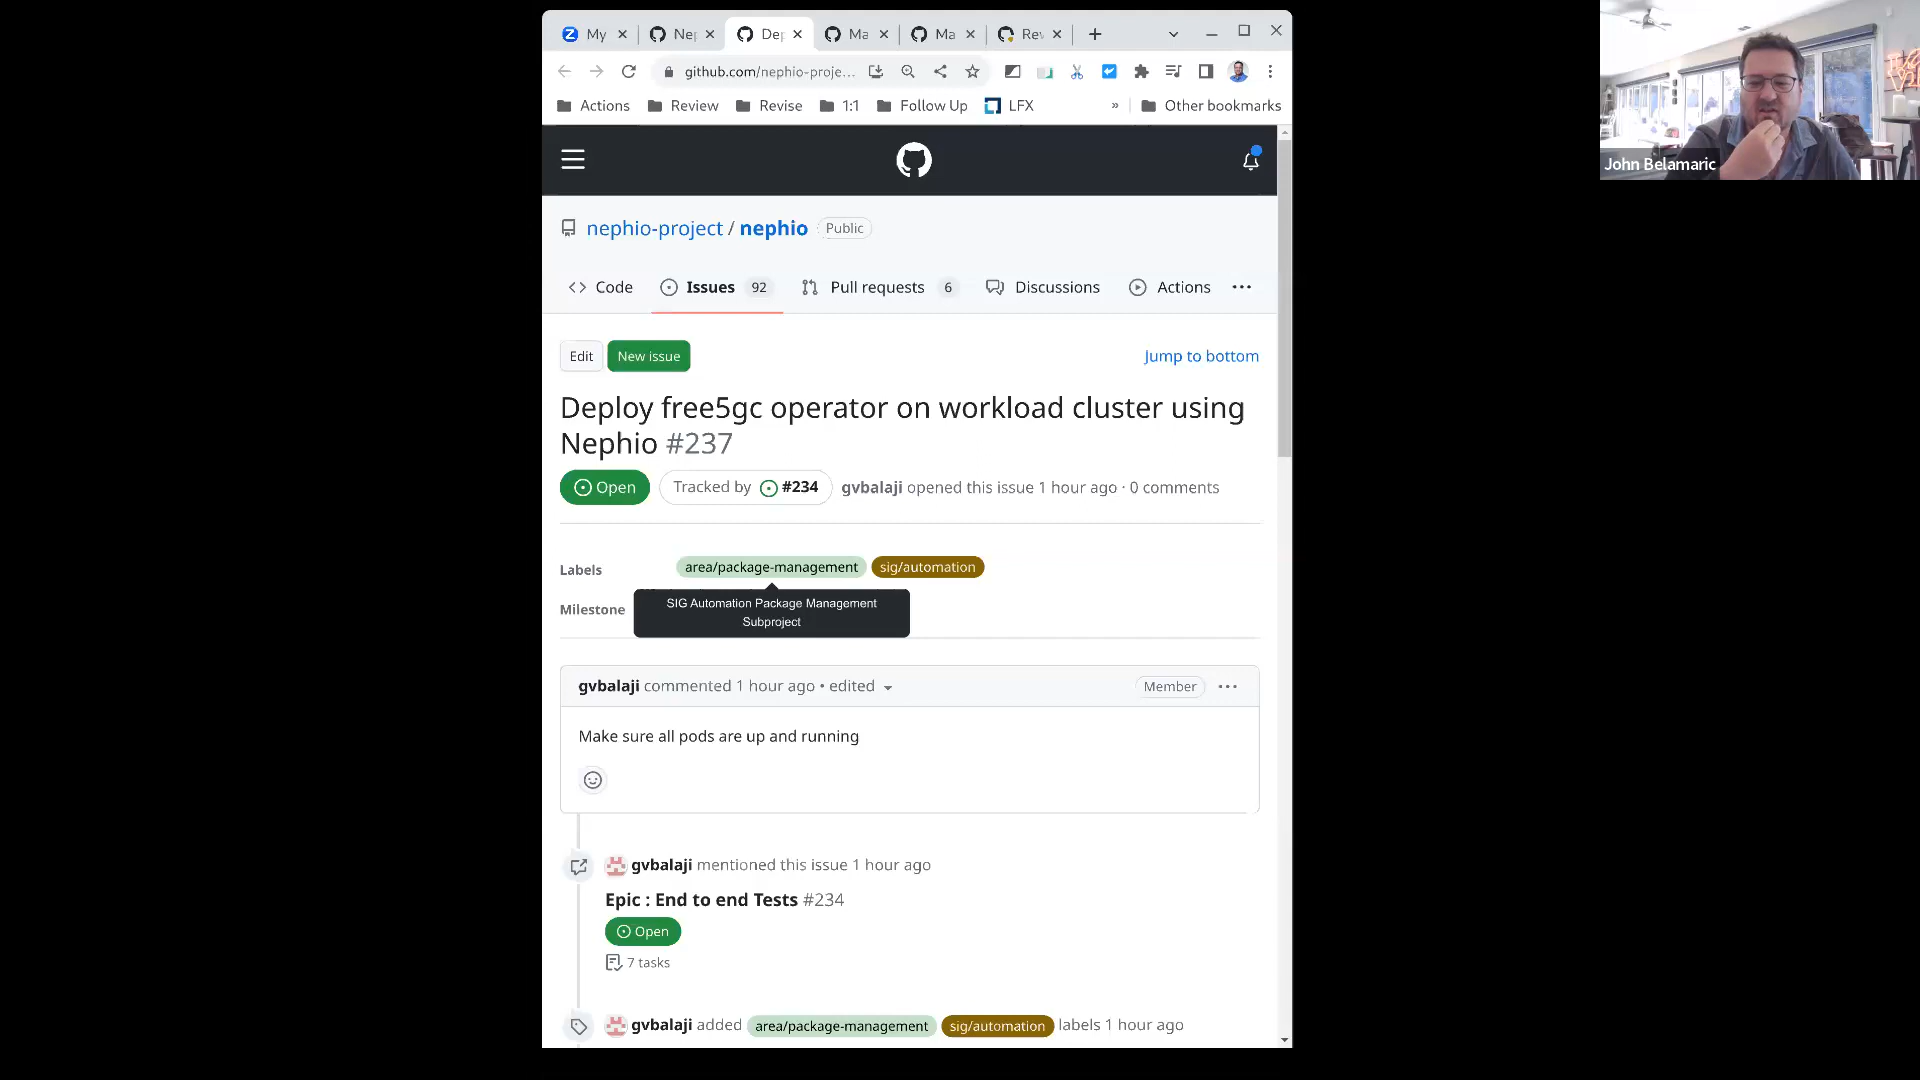 My
Nep
Dep
Ma
Ma
Rev
github.com/nephio-proje...
Actions
Review
Revise
1:1
Follow Up
LFX
»
Other bookmarks
John Belamaric
nephio-project / nephio Public
Code
Issues 92
Pull requests 6
Discussions
Actions
Edit
New issue
Jump to bottom
Deploy free5gc operator on workload cluster using
Nephio #237
Open
Tracked by #234
gvbalaji opened this issue 1 hour ago · 0 comments
Labels
area/package-management
sig/automation
Milestone
SIG Automation Package Management
Subproject
gvbalaji commented 1 hour ago • edited
Member
Make sure all pods are up and running
gvbalaji mentioned this issue 1 hour ago
Epic : End to end Tests #234
Open
7 tasks
gvbalaji added area/package-management sig/automation labels 1 hour ago